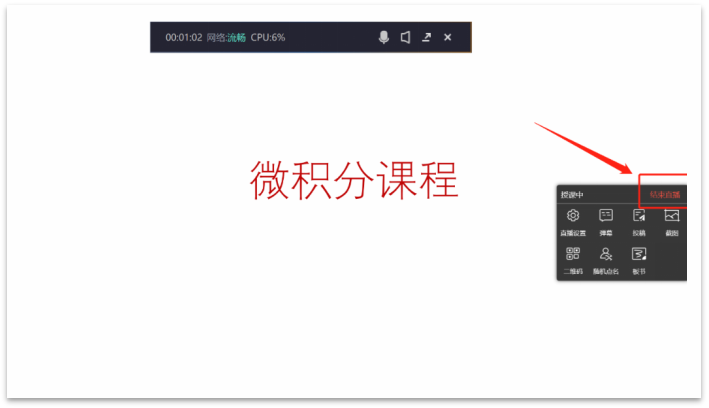 00:01:02 网络:流畅 CPU:6%
微积分课程
授课中 结束直播
直播设置 弹幕 投稿 截图
二维码 随机点名 板书